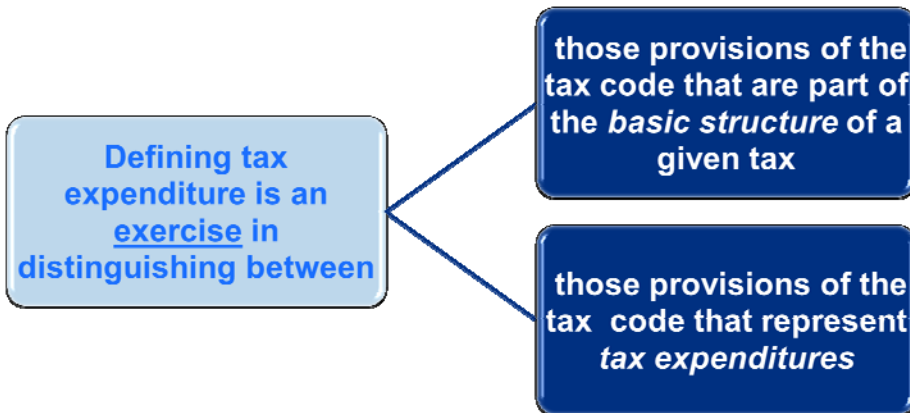 Defining tax
expenditure is an
exercise in
distinguishing between
those provisions of the
tax code that are part of
the basic structure of a
given tax
those provisions of the
tax code that represent
tax expenditures